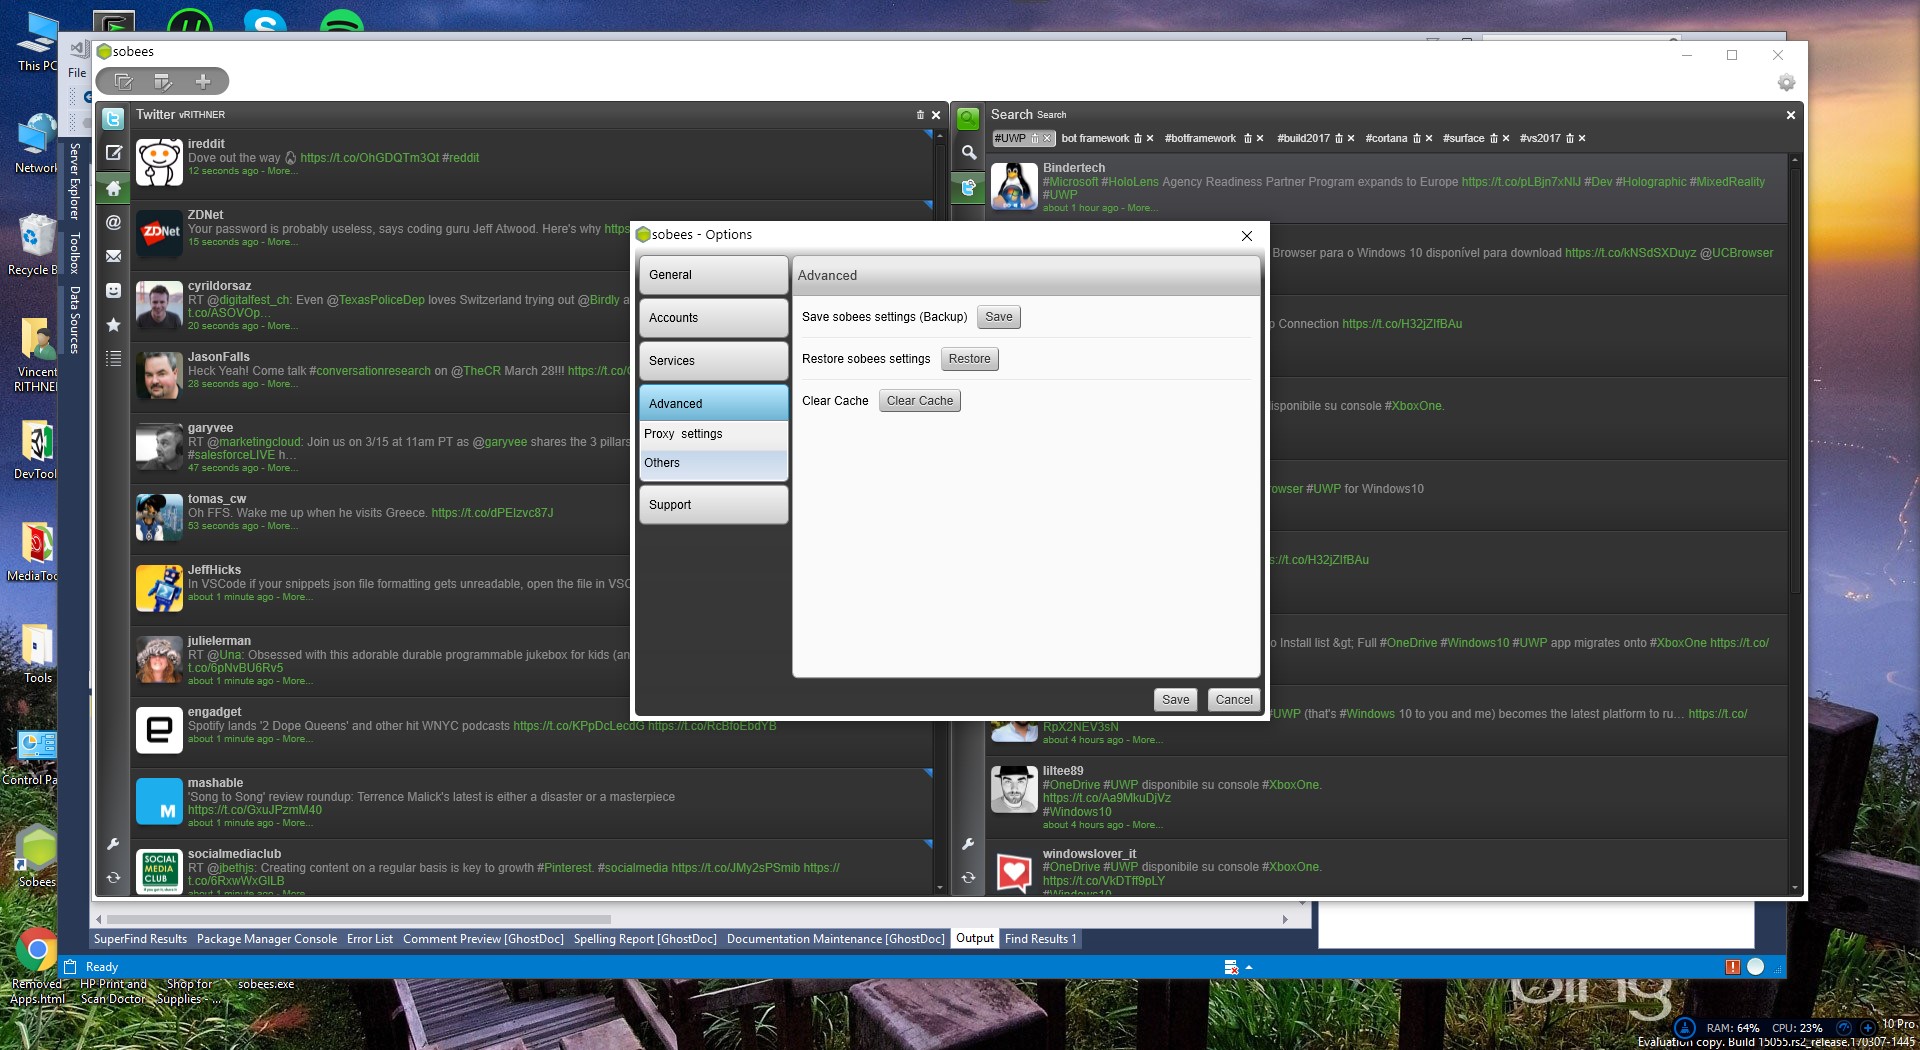 This PC
Network
Recycle B
Vincent
RITHNER
DevTool
MediaToo
Tools
Control Pa
Sobees
Removed
Apps.html
HP Print and
Scan Doctor
Shop for
Supplies - ...
sobees.exe
File
Server Explorer
Toolbox
Data Sources
sobees
Twitter vRITHNER
ireddit
Dove out the way https://t.co/OhGDQTm3Qt #reddit
12 seconds ago - More...
ZDNet
Your password is probably useless, says coding guru Jeff Atwood. Here's why https
15 seconds ago - More...
cyrildorsaz
RT @digitalfest_ch: Even @TexasPoliceDep loves Switzerland trying out @Birdly a
t.co/ASOVOp...
20 seconds ago - More...
JasonFalls
Heck Yeah! Come talk #conversationresearch on @TheCR March 28!!! https://t.co/
28 seconds ago - More...
garyvee
RT @marketingcloud: Join us on 3/15 at 11am PT as @garyvee shares the 3 pillars
#salesforceLIVE h...
47 seconds ago - More...
tomas_cw
Oh FFS. Wake me up when he visits Greece. https://t.co/dPElzvc87J
53 seconds ago - More...
JeffHicks
In VSCode if your snippets json file formatting gets unreadable, open the file in VSC
about 1 minute ago - More...
julielerman
RT @Una: Obsessed with this adorable durable programmable jukebox for kids (an
t.co/6pNvBU6Rv5
about 1 minute ago - More...
engadget
Spotify lands '2 Dope Queens' and other hit WNYC podcasts https://t.co/KPpDcLecdG https://t.co/RcBfoEbdYB
about 1 minute ago - More...
mashable
'Song to Song' review roundup: Terrence Malick's latest is either a disaster or a masterpiece
https://t.co/GxuJPzmM40
about 1 minute ago - More...
SOCIAL
MEDIA
CLUB
socialmediaclub
RT @jbethjs: Creating content on a regular basis is key to growth #Pinterest. #socialmedia https://t.co/JMy2sPSmib https://
t.co/6RxwWxGlLB
about 1 minute ago - More...
Search Search
#UWP bot framework #botframework #build2017 #cortana #surface #vs2017
Bindertech
#Microsoft #HoloLens Agency Readiness Partner Program expands to Europe https://t.co/pLBjn7xNlJ #Dev #Holographic #MixedReality
#UWP
about 1 hour ago - More...
Browser para o Windows 10 disponível para download https://t.co/kNSdSXDuyz @UCBrowser
o Connection https://t.co/H32jZIfBAu
isponibile su console #XboxOne.
owser #UWP for Windows10
s://t.co/H32jZIfBAu
o Install list &gt; Full #OneDrive #Windows10 #UWP app migrates onto #XboxOne https://t.co/
#UWP (that's #Windows 10 to you and me) becomes the latest platform to ru... https://t.co/
RpX2NEV3sN
about 4 hours ago - More...
liltee89
#OneDrive #UWP disponibile su console #XboxOne.
https://t.co/Aa9MkuDjVz
#Windows10
about 4 hours ago - More...
windowslover_it
#OneDrive #UWP disponibile su console #XboxOne.
https://t.co/VkDTff9pLY
#Windows10
sobees - Options
General
Accounts
Services
Advanced
Proxy settings
Others
Support
Advanced
Save sobees settings (Backup) Save
Restore sobees settings Restore
Clear Cache Clear Cache
Save Cancel
SuperFind Results Package Manager Console Error List Comment Preview [GhostDoc] Spelling Report [GhostDoc] Documentation Maintenance [GhostDoc] Output Find Results 1
Ready
bing
RAM: 64% CPU: 23% 10 Pro
Evaluation copy. Build 15055.rs2_release.170307-1445